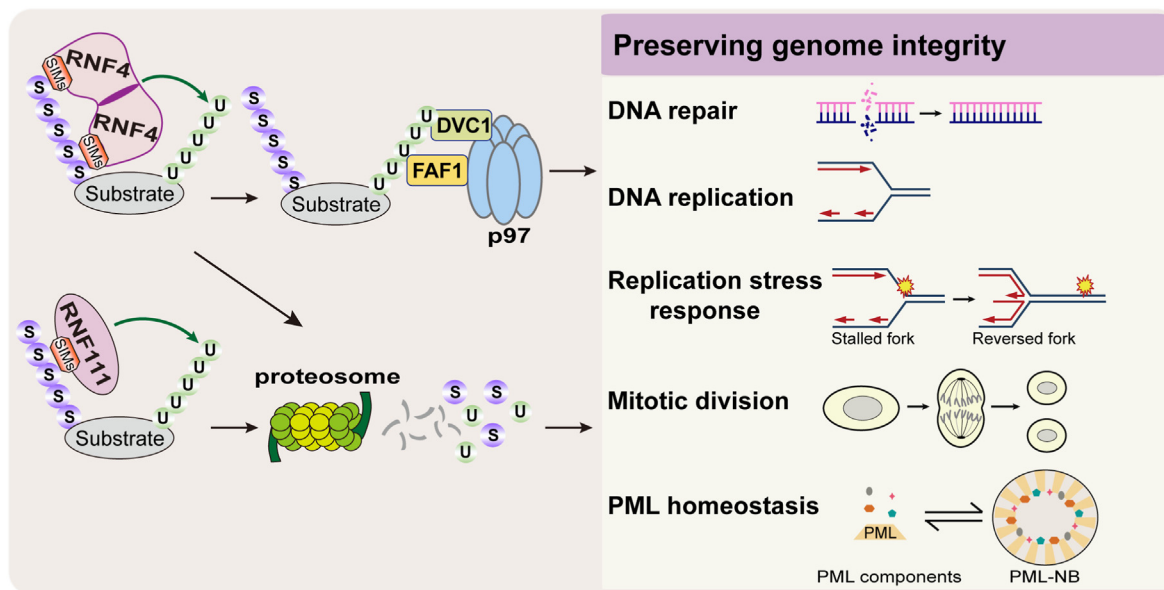 RNF4
SIMs
RNF4
SIMs
S
S
S
S
S
S
U
U
U
U
U
Substrate
S
S
S
S
S
U
U
U
U
U
DVC1
FAF1
Substrate
p97
RNF111
SIMs
S
S
S
S
S
U
U
U
U
U
Substrate
proteosome
S
S
U
U
S
U
Preserving genome integrity
DNA repair
DNA replication
Replication stress
response
Stalled fork
Reversed fork
Mitotic division
PML homeostasis
PML
PML components
PML-NB